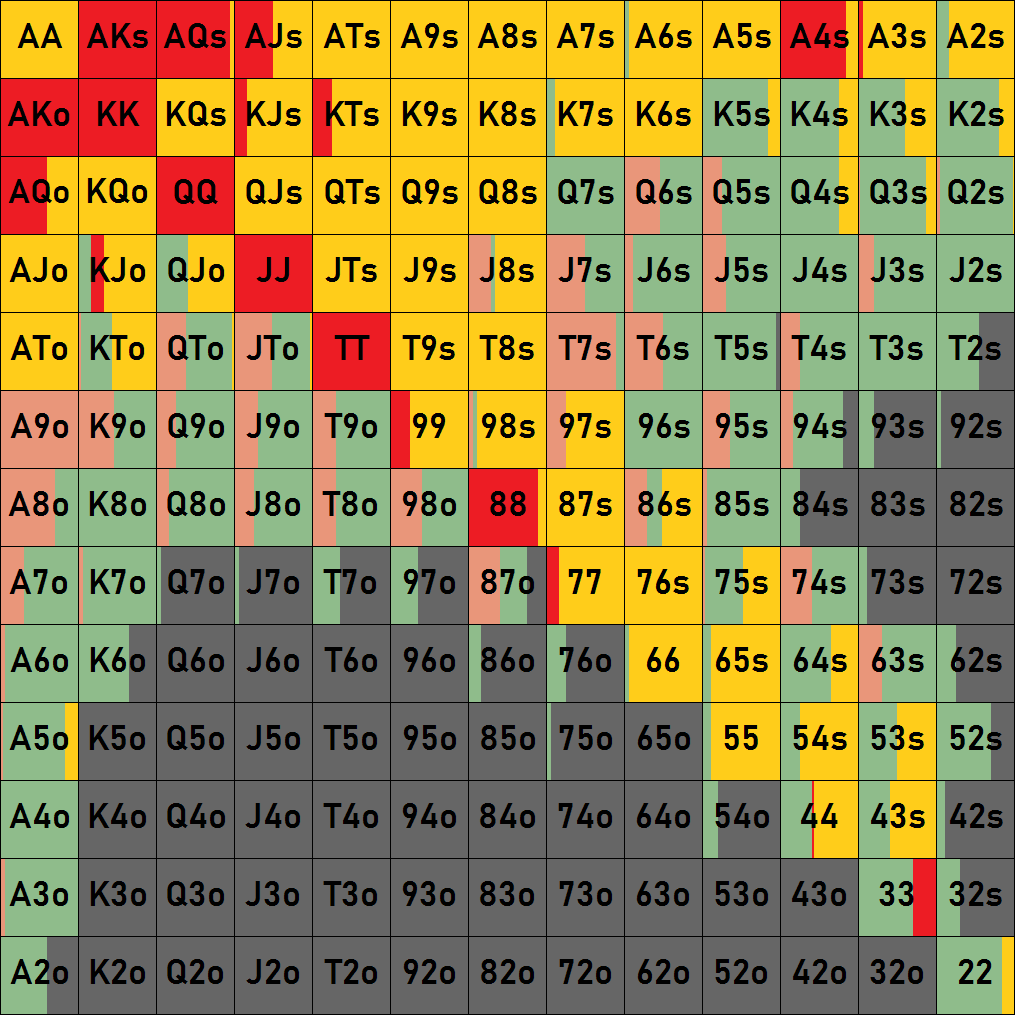 AA AKs AQs AJs ATs A9s A8s A7s A6s A5s A4s A3s A2s
AKo KK KQs KJs KTs K9s K8s K7s K6s K5s K4s K3s K2s
AQo KQo QQ QJs QTs Q9s Q8s Q7s Q6s Q5s Q4s Q3s Q2s
AJo KJo QJo JJ JTs J9s J8s J7s J6s J5s J4s J3s J2s
ATo KTo QTo JTo TT T9s T8s T7s T6s T5s T4s T3s T2s
A9o K9o Q9o J9o T9o 99 98s 97s 96s 95s 94s 93s 92s
A8o K8o Q8o J8o T8o 98o 88 87s 86s 85s 84s 83s 82s
A7o K7o Q7o J7o T7o 97o 87o 77 76s 75s 74s 73s 72s
A6o K6o Q6o J6o T6o 96o 86o 76o 66 65s 64s 63s 62s
A5o K5o Q5o J5o T5o 95o 85o 75o 65o 55 54s 53s 52s
A4o K4o Q4o J4o T4o 94o 84o 74o 64o 54o 44 43s 42s
A3o K3o Q3o J3o T3o 93o 83o 73o 63o 53o 43o 33 32s
A2o K2o Q2o J2o T2o 92o 82o 72o 62o 52o 42o 32o 22